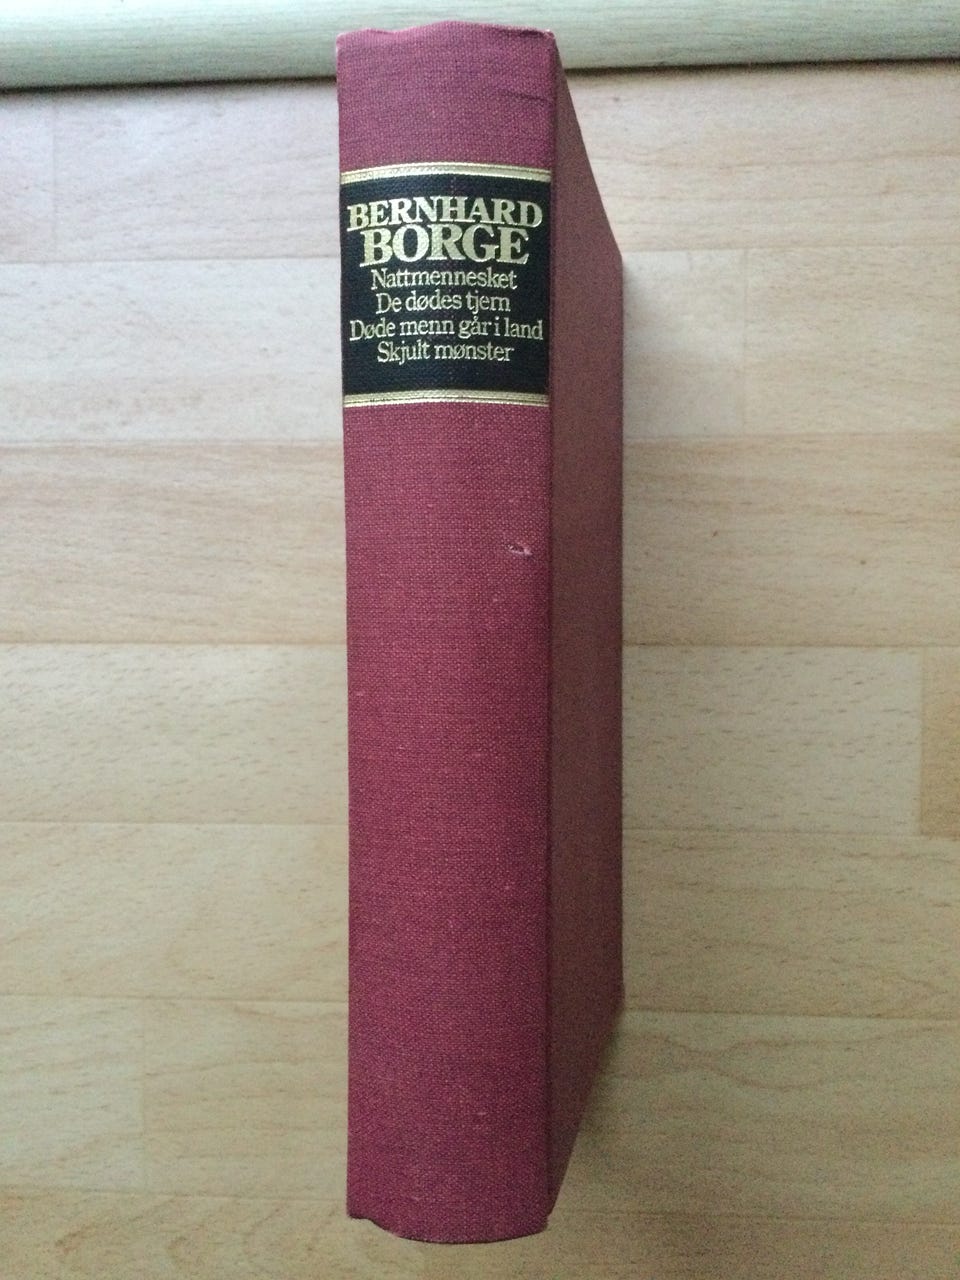 BERNHARD
BORGE
Nattmennesket
De dødes tjern
Døde menn går i land
Skjult mønster